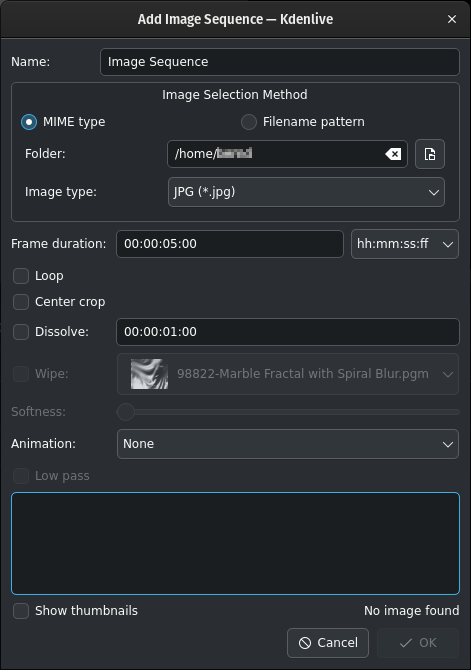 Add Image Sequence — Kdenlive
Name: Image Sequence
Image Selection Method
MIME type Filename pattern
Folder: /home/
Image type: JPG (*.jpg)
Frame duration: 00:00:05:00 hh:mm:ss:ff
Loop
Center crop
Dissolve: 00:00:01:00
Wipe: 98822-Marble Fractal with Spiral Blur.pgm
Softness:
Animation: None
Low pass
Show thumbnails No image found
Cancel OK